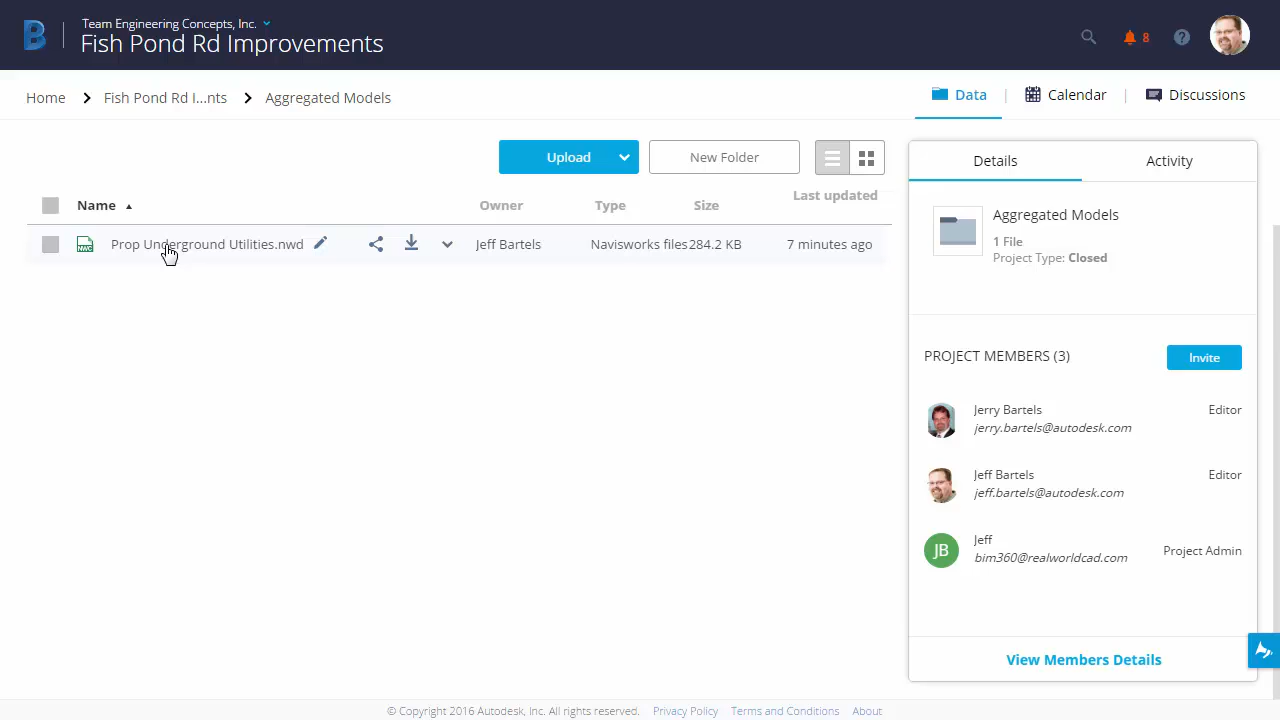 Team Engineering Concepts, Inc.
Fish Pond Rd Improvements
8
Home
Fish Pond Rd I...nts
Aggregated Models
Data
Calendar
Discussions
Upload
New Folder
Name
Owner
Type
Size
Last updated
Prop Underground Utilities.nwd
Jeff Bartels
Navisworks files
284.2 KB
7 minutes ago
Details
Activity
Aggregated Models
1 File
Project Type: Closed
PROJECT MEMBERS (3)
Invite
Jerry Bartels
Editor
jerry.bartels@autodesk.com
Jeff Bartels
Editor
jeff.bartels@autodesk.com
JB
Jeff
Project Admin
bim360@realworldcad.com
View Members Details
© Copyright 2016 Autodesk, Inc. All rights reserved.
Privacy Policy
Terms and Conditions
About